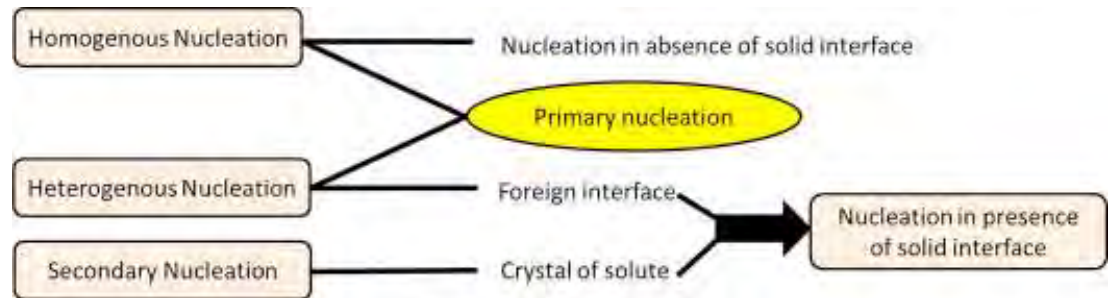 Homogenous Nucleation
Nucleation in absence of solid interface
Primary nucleation
Heterogenous Nucleation
Foreign interface
Nucleation in presence
of solid interface
Secondary Nucleation
Crystal of solute